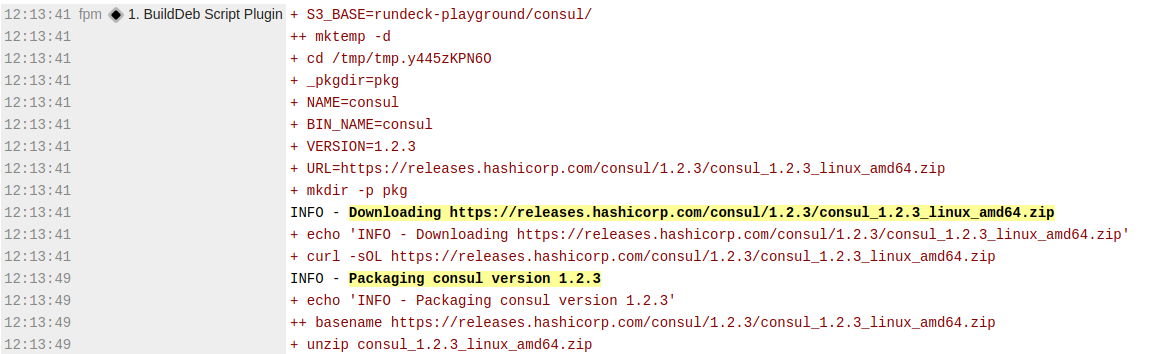 12:13:41 fpm 1. BuildDeb Script Plugin + S3_BASE=rundeck-playground/consul/
12:13:41 ++ mktemp -d
12:13:41 + cd /tmp/tmp.y445zKPN6O
12:13:41 + _pkgdir=pkg
12:13:41 + NAME=consul
12:13:41 + BIN_NAME=consul
12:13:41 + VERSION=1.2.3
12:13:41 + URL=https://releases.hashicorp.com/consul/1.2.3/consul_1.2.3_linux_amd64.zip
12:13:41 + mkdir -p pkg
12:13:41 INFO - Downloading https://releases.hashicorp.com/consul/1.2.3/consul_1.2.3_linux_amd64.zip
12:13:41 + echo 'INFO - Downloading https://releases.hashicorp.com/consul/1.2.3/consul_1.2.3_linux_amd64.zip'
12:13:41 + curl -sOL https://releases.hashicorp.com/consul/1.2.3/consul_1.2.3_linux_amd64.zip
12:13:49 INFO - Packaging consul version 1.2.3
12:13:49 + echo 'INFO - Packaging consul version 1.2.3'
12:13:49 ++ basename https://releases.hashicorp.com/consul/1.2.3/consul_1.2.3_linux_amd64.zip
12:13:49 + unzip consul_1.2.3_linux_amd64.zip